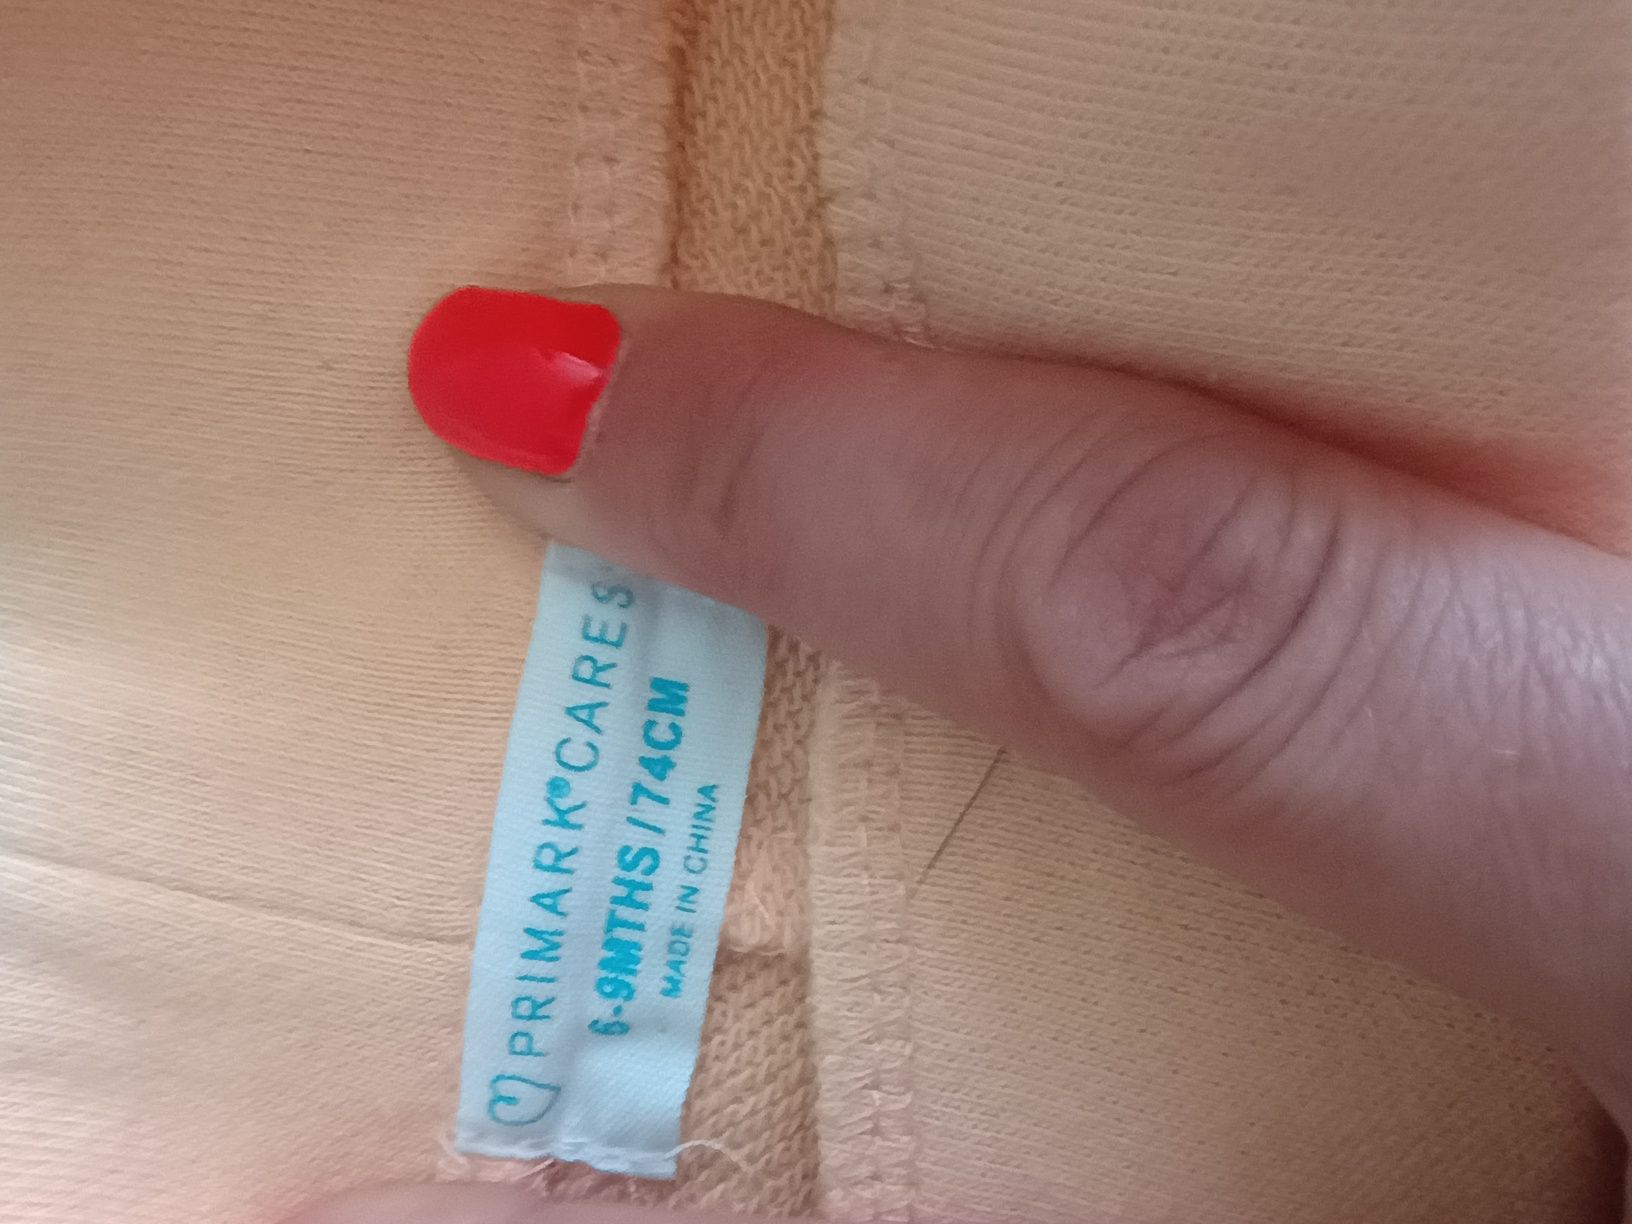 PRIMARK®CARES
6-9MTHS/74CM
MADE IN CHINA